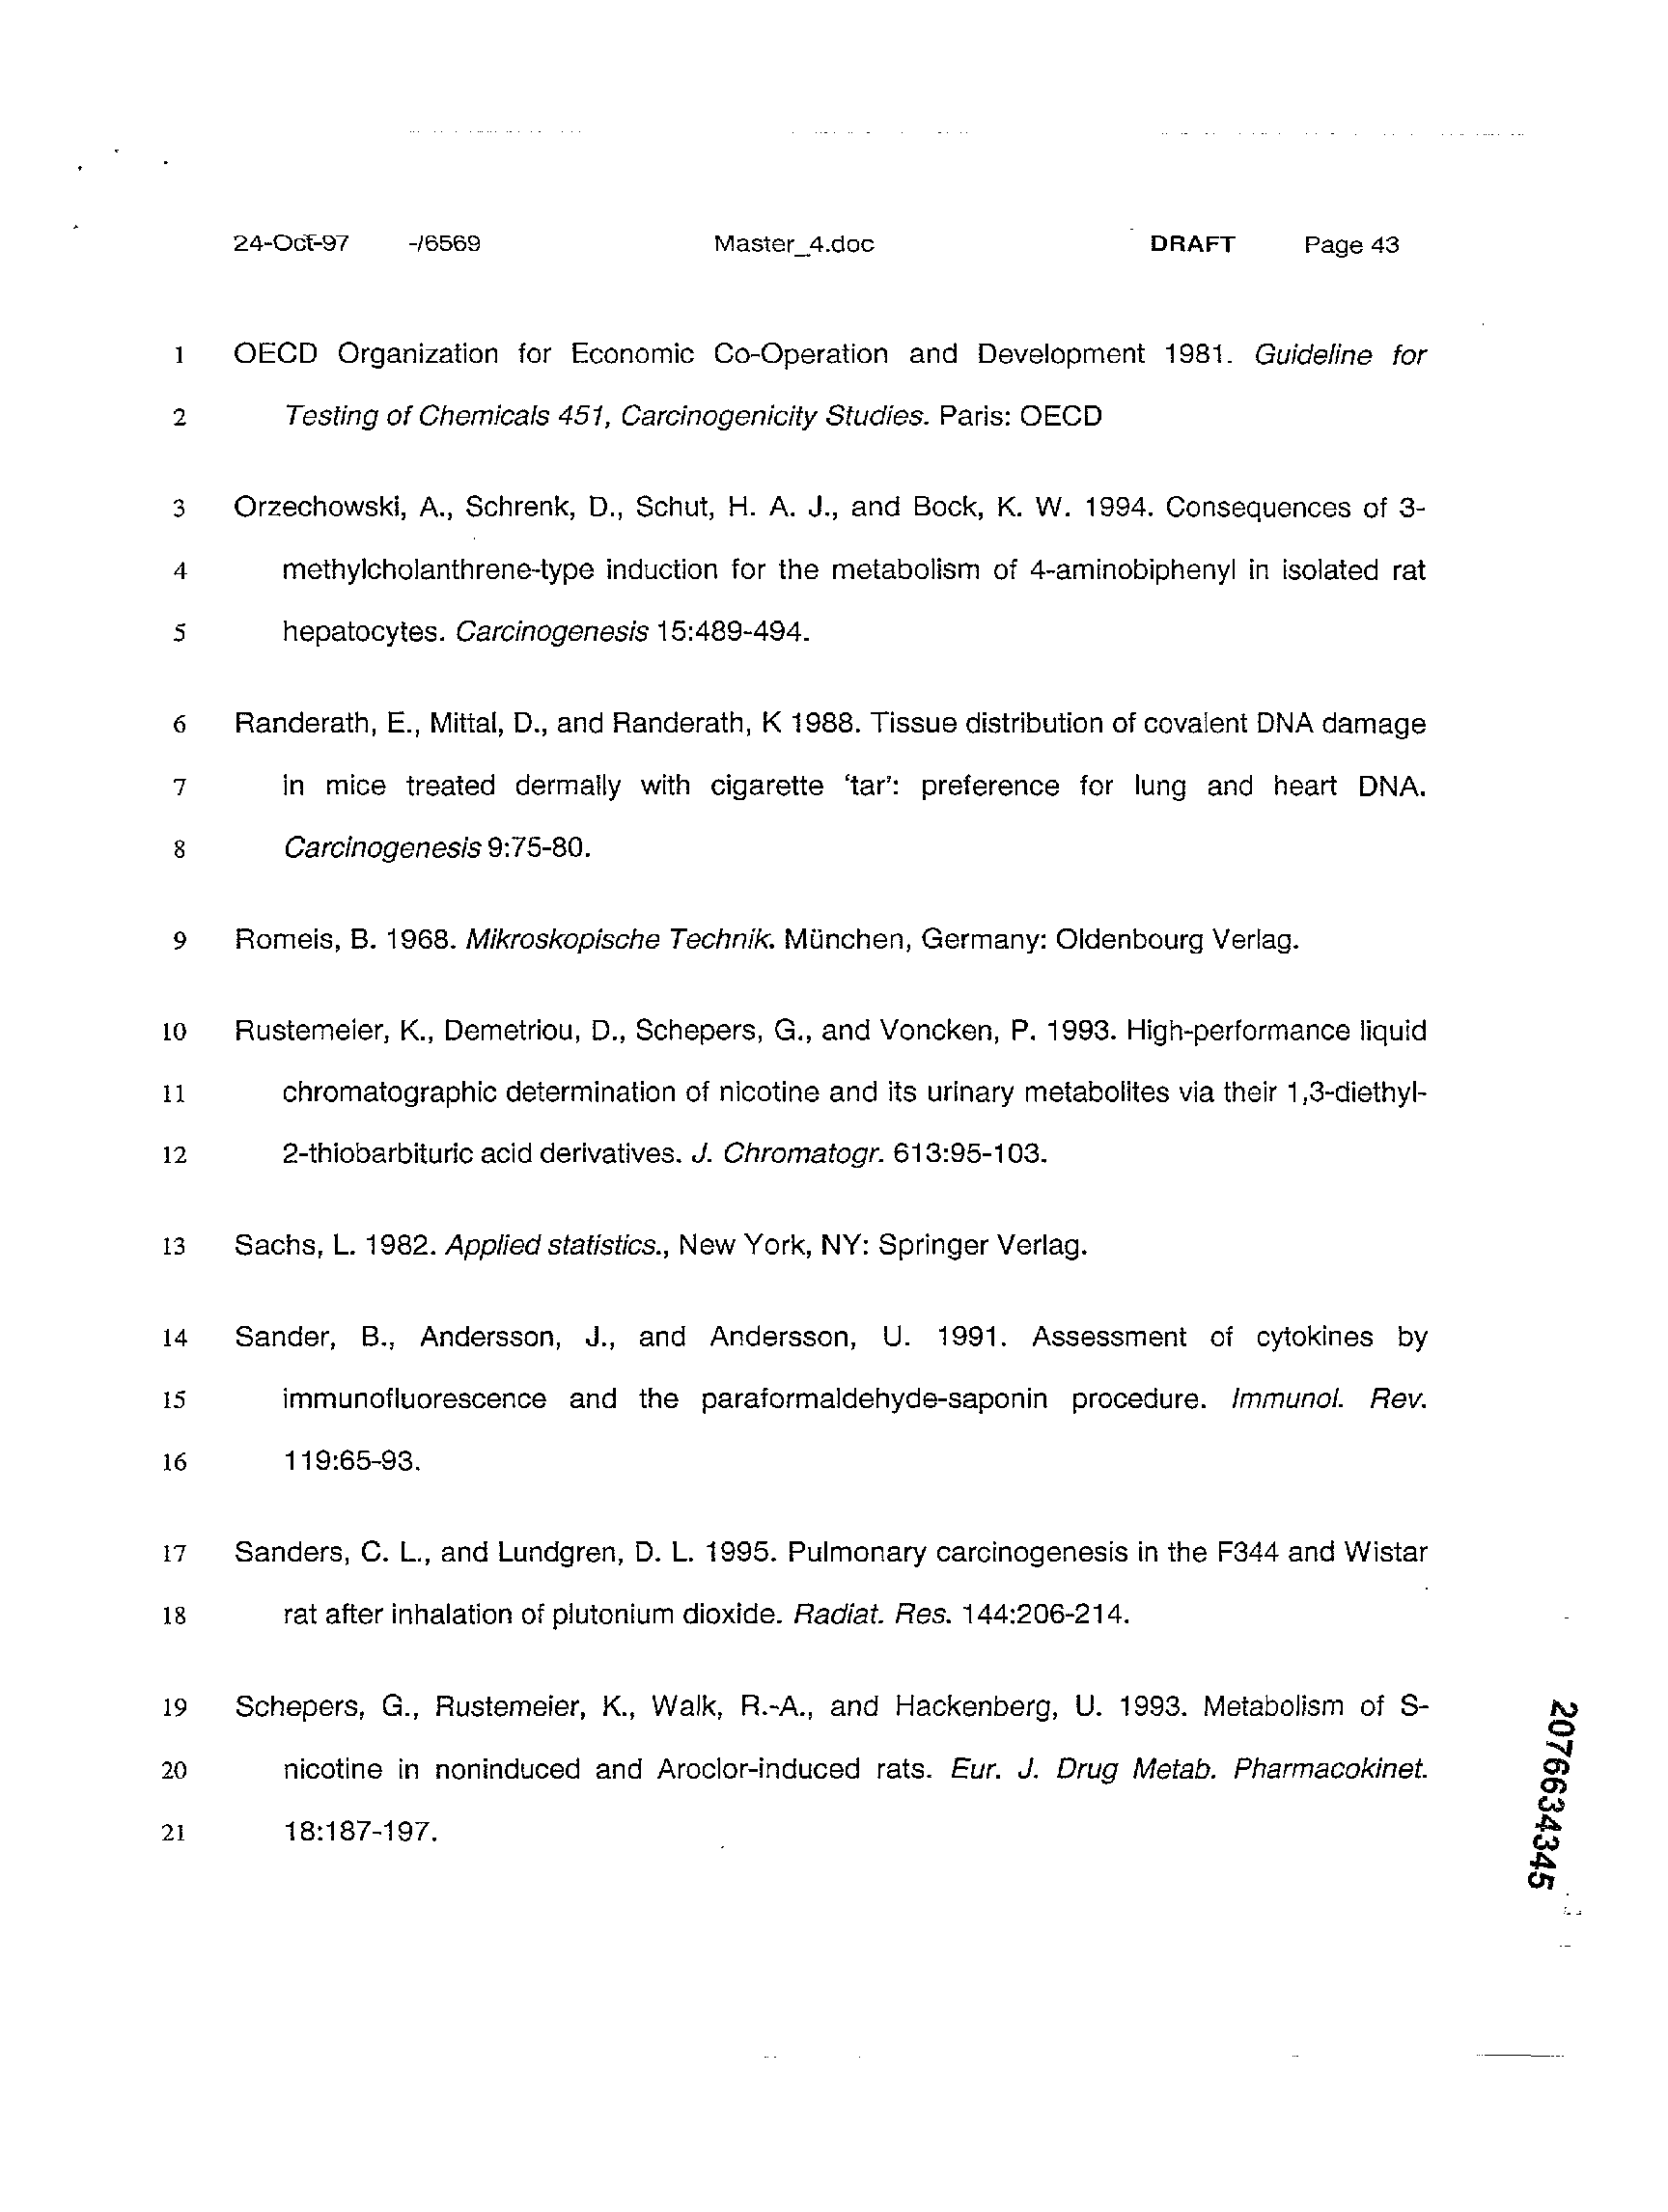 24-Oct-97 -/6569 Master_4.doc DRAFT Page 43
1 OECD Organization for Economic Co-Operation and Development 1981. Guideline for
2 Testing of Chemicals 451, Carcinogenicity Studies. Paris: OECD
3 Orzechowski, A., Schrenk, D., Schut, H. A. J., and Bock, K. W. 1994. Consequences of 3-
4 methylcholanthrene-type induction for the metabolism of 4-aminobiphenyl in isolated rat
5 hepatocytes. Carcinogenesis 15:489-494.
6 Randerath, E., Mittal, D., and Randerath, K 1988. Tissue distribution of covalent DNA damage
7 in mice treated dermally with cigarette ‘tar’: preference for lung and heart DNA.
8 Carcinogenesis 9:75-80.
9 Romeis, B. 1968. Mikroskopische Technik. München, Germany: Oldenbourg Verlag.
10 Rustemeier, K., Demetriou, D., Schepers, G., and Voncken, P. 1993. High-performance liquid
11 chromatographic determination of nicotine and its urinary metabolites via their 1,3-diethyl-
12 2-thiobarbituric acid derivatives. J. Chromatogr. 613:95-103.
13 Sachs, L. 1982. Applied statistics., New York, NY: Springer Verlag.
14 Sander, B., Andersson, J., and Andersson, U. 1991. Assessment of cytokines by
15 immunofluorescence and the paraformaldehyde-saponin procedure. Immunol. Rev.
16 119:65-93.
17 Sanders, C. L., and Lundgren, D. L. 1995. Pulmonary carcinogenesis in the F344 and Wistar
18 rat after inhalation of plutonium dioxide. Radiat. Res. 144:206-214.
19 Schepers, G., Rustemeier, K., Walk, R.-A., and Hackenberg, U. 1993. Metabolism of S-
20 nicotine in noninduced and Aroclor-induced rats. Eur. J. Drug Metab. Pharmacokinet.
21 18:187-197.
2076634345